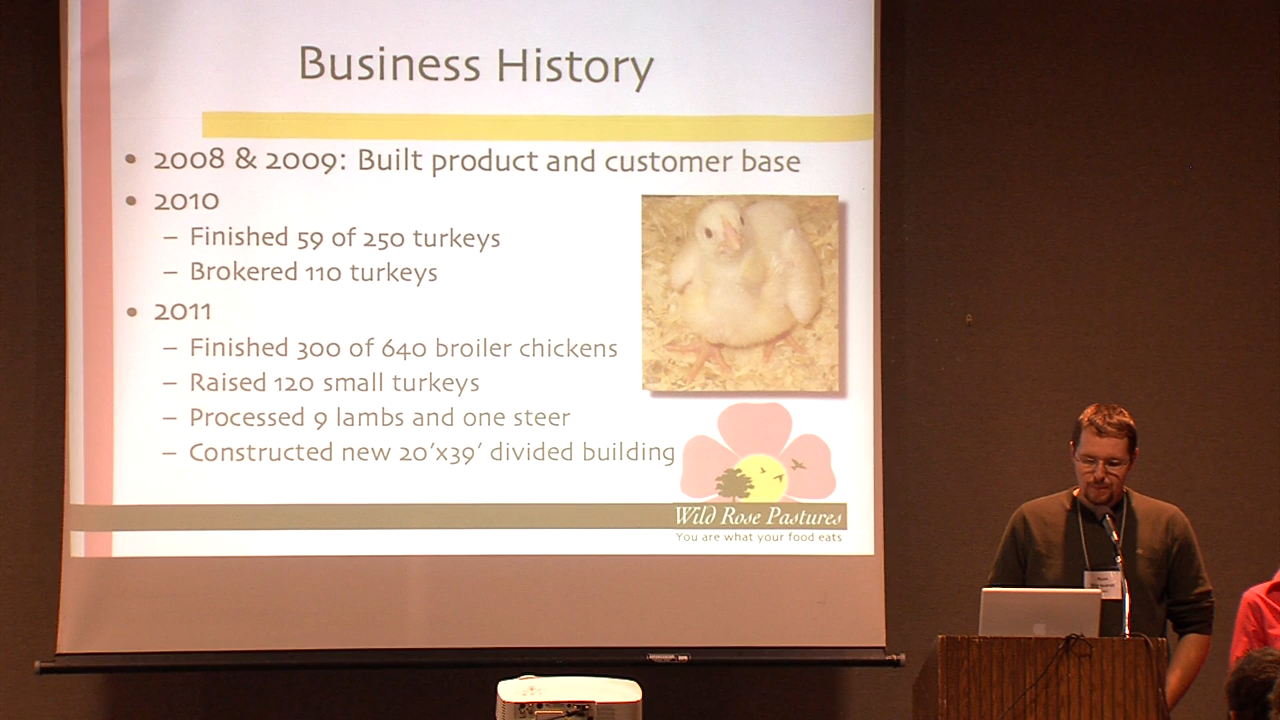 Business History
• 2008 & 2009: Built product and customer base
• 2010
– Finished 59 of 250 turkeys
– Brokered 110 turkeys
• 2011
– Finished 300 of 640 broiler chickens
– Raised 120 small turkeys
– Processed 9 lambs and one steer
– Constructed new 20’x39’ divided building
Wild Rose Pastures
You are what your food eats